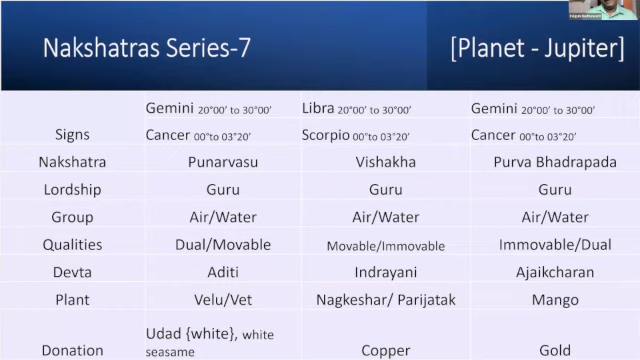 Nakshatras Series-7
[Planet - Jupiter]
Gemini 20°00' to 30°00' Libra 20°00' to 30°00' Gemini 20°00' to 30°00'
Signs Cancer 00°to 03°20' Scorpio 00°to 03°20' Cancer 00°to 03°20'
Nakshatra Punarvasu Vishakha Purva Bhadrapada
Lordship Guru Guru Guru
Group Air/Water Air/Water Air/Water
Qualities Dual/Movable Movable/Immovable Immovable/Dual
Devta Aditi Indrayani Ajaikcharan
Plant Velu/Vet Nagkeshar/ Parijatak Mango
Udad {white}, white
Donation seasame Copper Gold